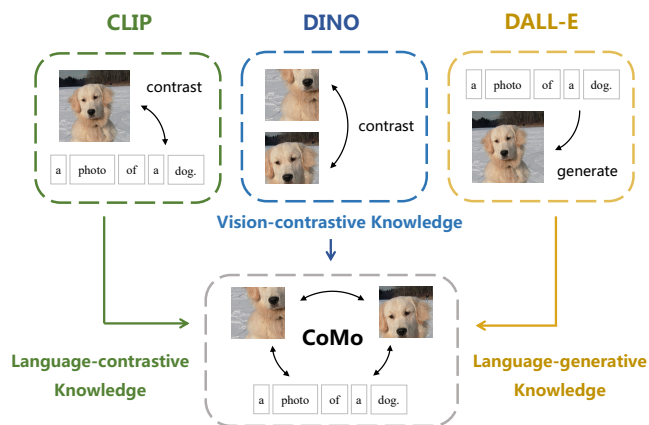 CLIP
DINO
DALL-E
contrast
a photo of a dog.
contrast
a photo of a dog.
generate
Vision-contrastive Knowledge
CoMo
a photo of a dog.
Language-contrastive
Knowledge
Language-generative
Knowledge